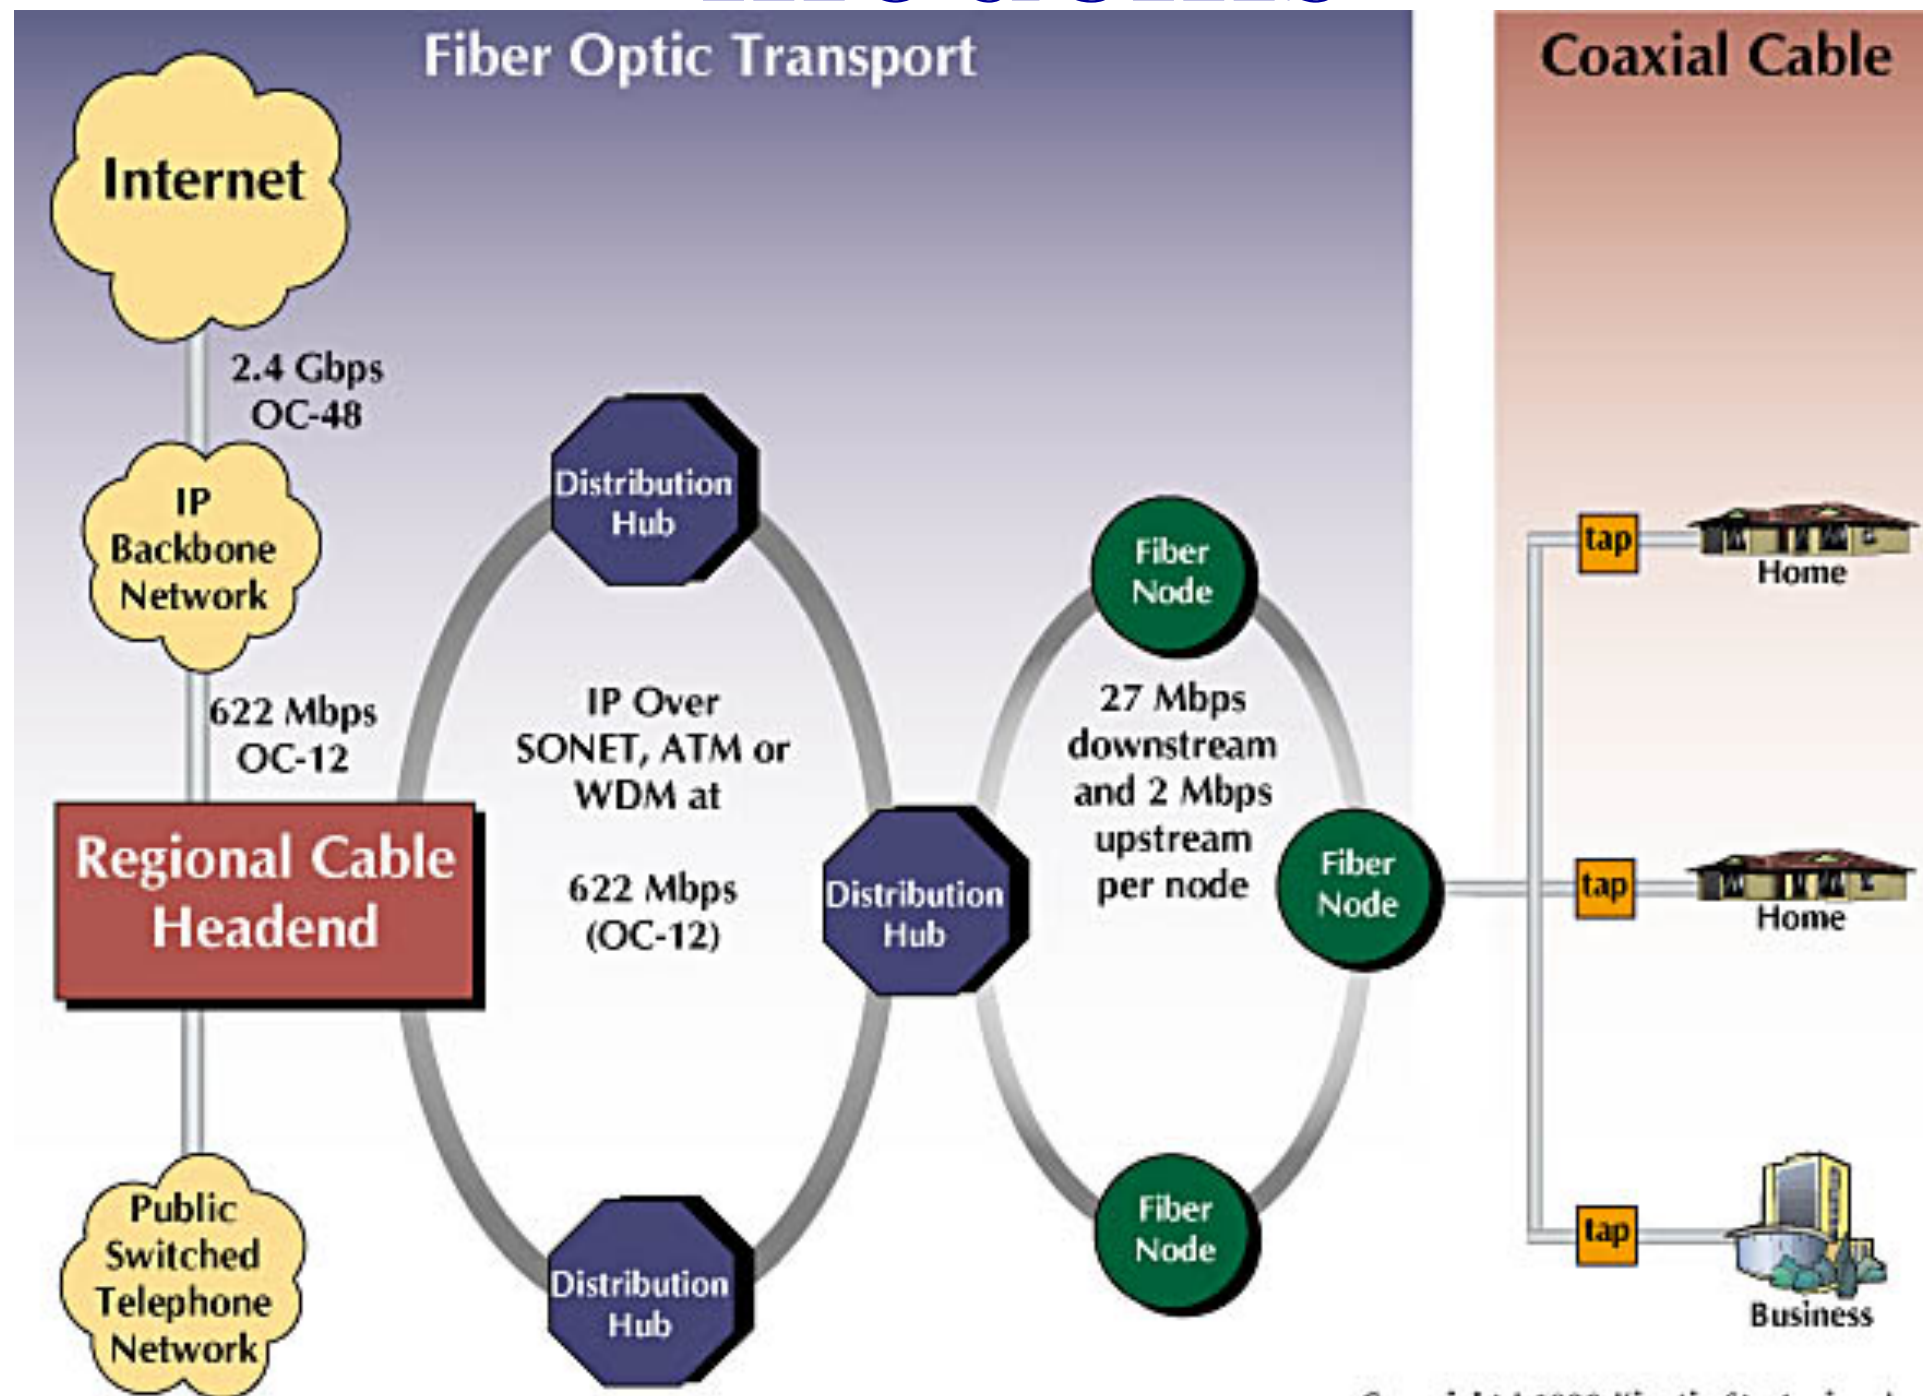 Fiber Optic Transport
Coaxial Cable
Internet
2.4 Gbps
OC-48
IP
Backbone
Network
622 Mbps
OC-12
Regional Cable
Headend
Public
Switched
Telephone
Network
Distribution
Hub
IP Over
SONET, ATM or
WDM at
622 Mbps
(OC-12)
Distribution
Hub
Distribution
Hub
Fiber
Node
27 Mbps
downstream
and 2 Mbps
upstream
per node
Fiber
Node
Fiber
Node
tap
Home
tap
Home
tap
Business